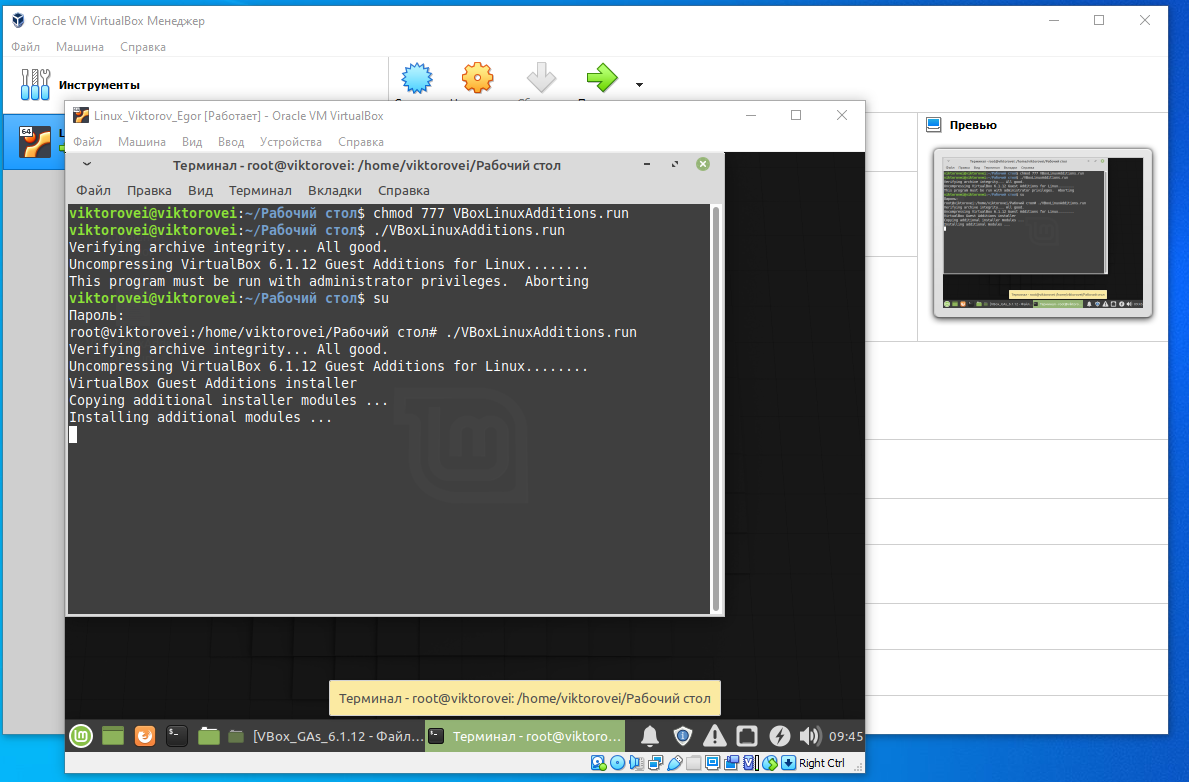 Oracle VM VirtualBox Менеджер
Файл Машина Справка
Инструменты
64
Linux_Viktorov_Egor [Работает] - Oracle VM VirtualBox
Файл Машина Вид Ввод Устройства Справка
Превью
Терминал - root@viktorovei: /home/viktorovei/Рабочий стол
Файл Правка Вид Терминал Вкладки Справка
viktorovei@viktorovei:~/Рабочий стол$ chmod 777 VBoxLinuxAdditions.run
viktorovei@viktorovei:~/Рабочий стол$ ./VBoxLinuxAdditions.run
Verifying archive integrity... All good.
Uncompressing VirtualBox 6.1.12 Guest Additions for Linux........
This program must be run with administrator privileges.  Aborting
viktorovei@viktorovei:~/Рабочий стол$ su
Пароль:
root@viktorovei:/home/viktorovei/Рабочий стол# ./VBoxLinuxAdditions.run
Verifying archive integrity... All good.
Uncompressing VirtualBox 6.1.12 Guest Additions for Linux........
VirtualBox Guest Additions installer
Copying additional installer modules ...
Installing additional modules ...
Терминал - root@viktorovei: /home/viktorovei/Рабочий стол
[VBox_GAs_6.1.12 - Файл...
Терминал - root@viktoro...
09:45
Right Ctrl